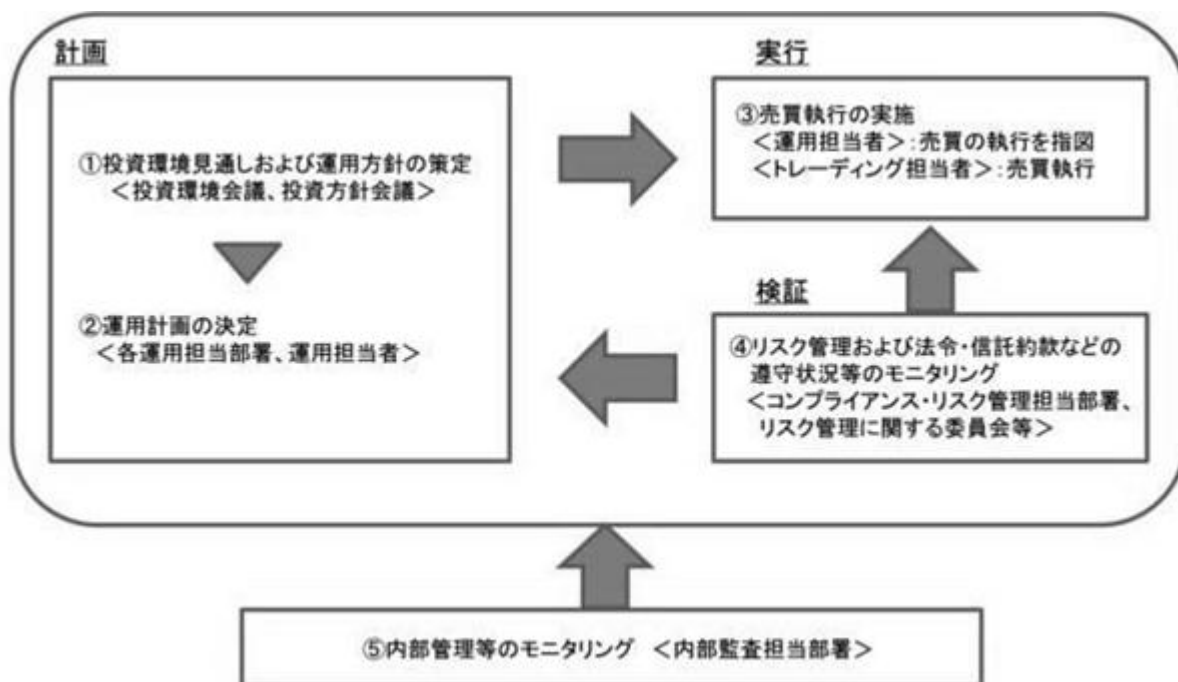 計画
①投資環境見通しおよび運用方針の策定
＜投資環境会議、投資方針会議＞
②運用計画の決定
＜各運用担当部署、運用担当者＞
実行
③売買執行の実施
＜運用担当者＞:売買の執行を指図
＜トレーディング担当者＞:売買執行
検証
④リスク管理および法令・信託約款などの
遵守状況等のモニタリング
＜コンプライアンス・リスク管理担当部署、
リスク管理に関する委員会等＞
⑤内部管理等のモニタリング ＜内部監査担当部署＞